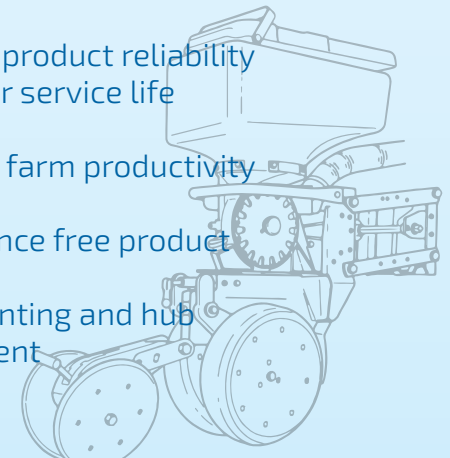 product reliability
r service life
farm productivity
nce free product
nting and hub
ent